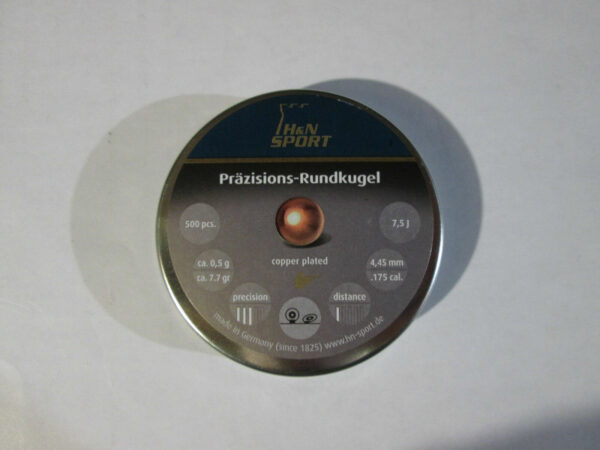 H&N
SPORT
Präzisions-Rundkugel
500 pcs.
7,5 J
copper plated
ca. 0,5 g
ca. 7.7 gr
4,45 mm
.175 cal.
precision
distance
made in Germany (since 1825) www.hn-sport.de